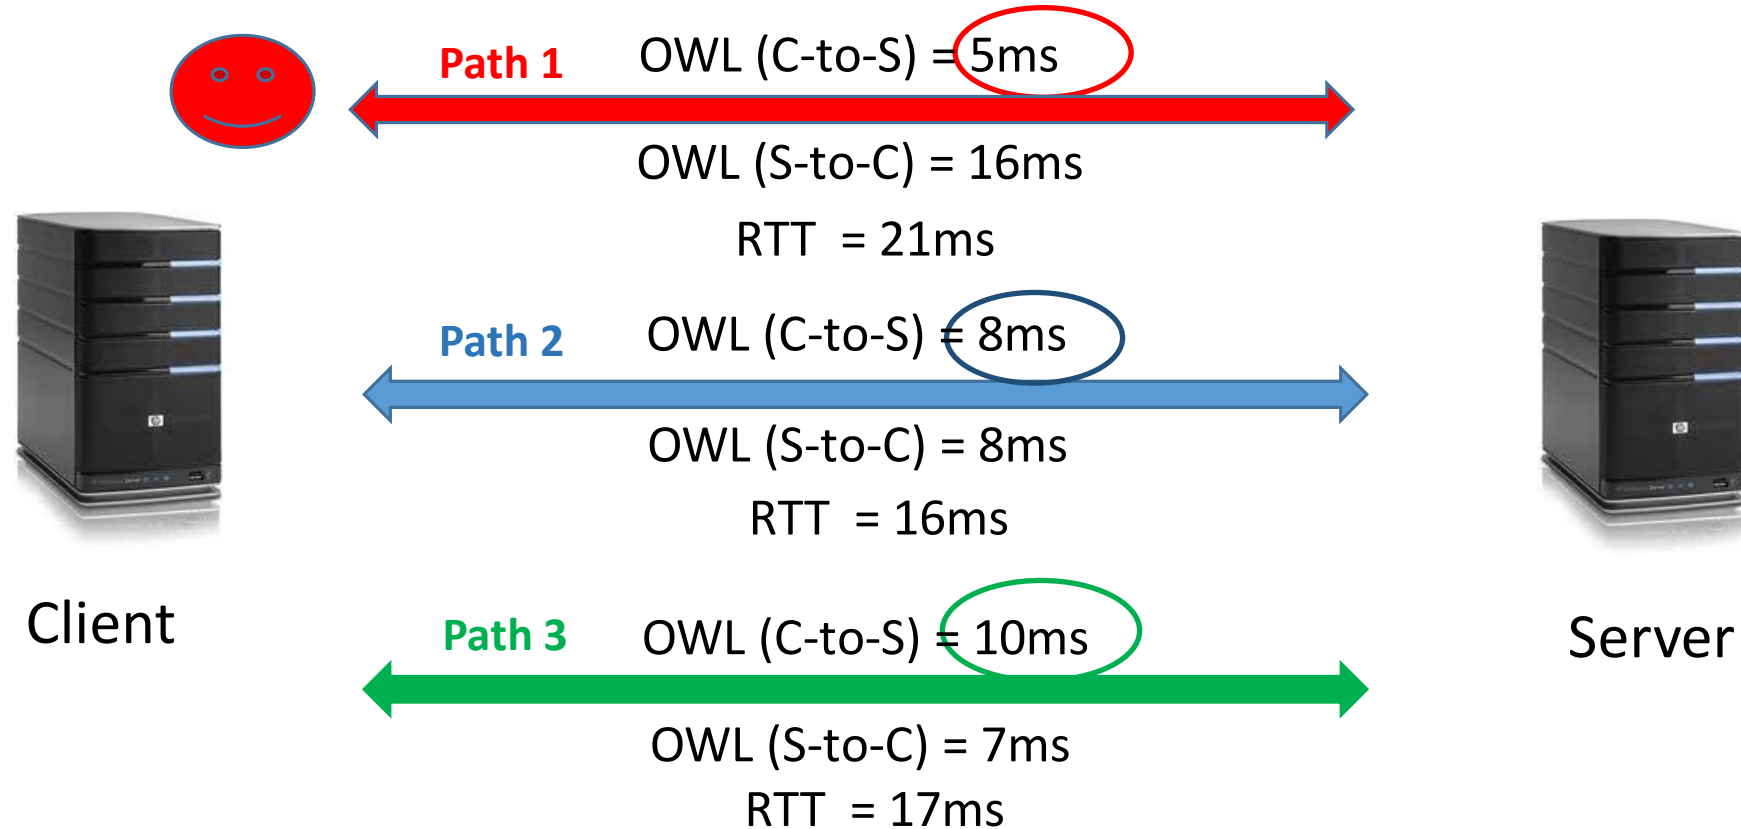 Path 1
OWL (C-to-S) = 5ms
OWL (S-to-C) = 16ms
RTT = 21ms
Path 2
OWL (C-to-S) = 8ms
OWL (S-to-C) = 8ms
RTT = 16ms
Client
Server
Path 3
OWL (C-to-S) = 10ms
OWL (S-to-C) = 7ms
RTT = 17ms